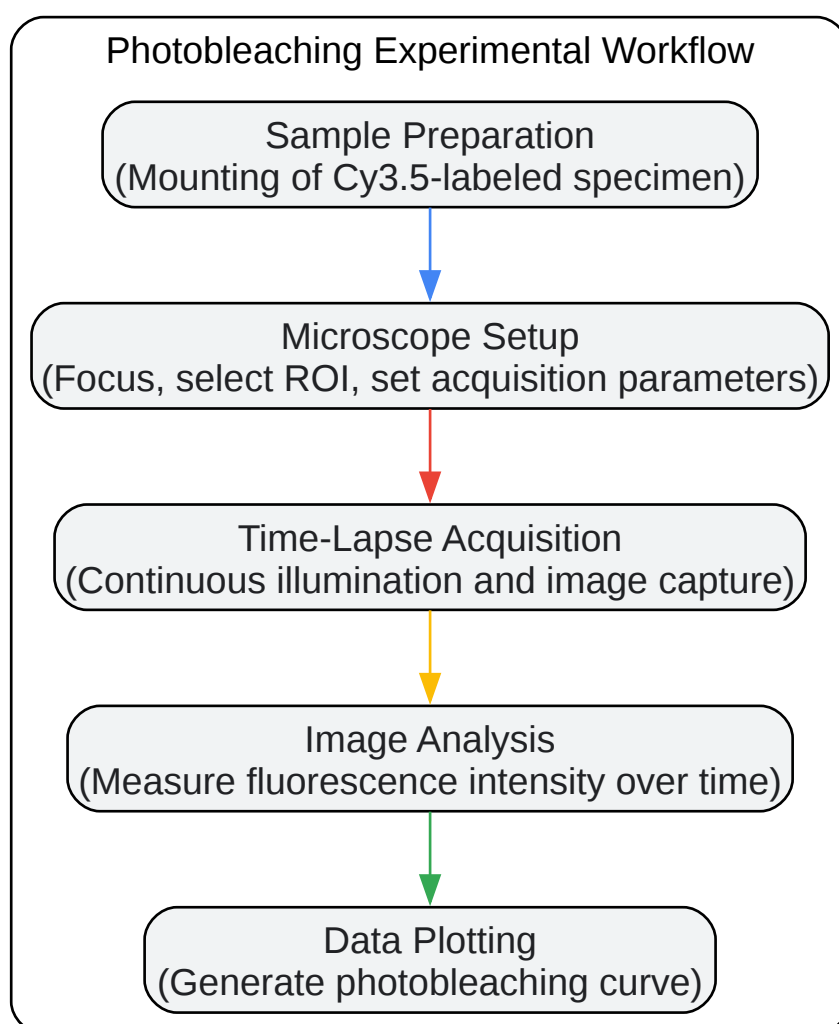 Photobleaching Experimental Workflow
Sample Preparation
(Mounting of Cy3.5-labeled specimen)
Microscope Setup
(Focus, select ROI, set acquisition parameters)
Time-Lapse Acquisition
(Continuous illumination and image capture)
Image Analysis
(Measure fluorescence intensity over time)
Data Plotting
(Generate photobleaching curve)